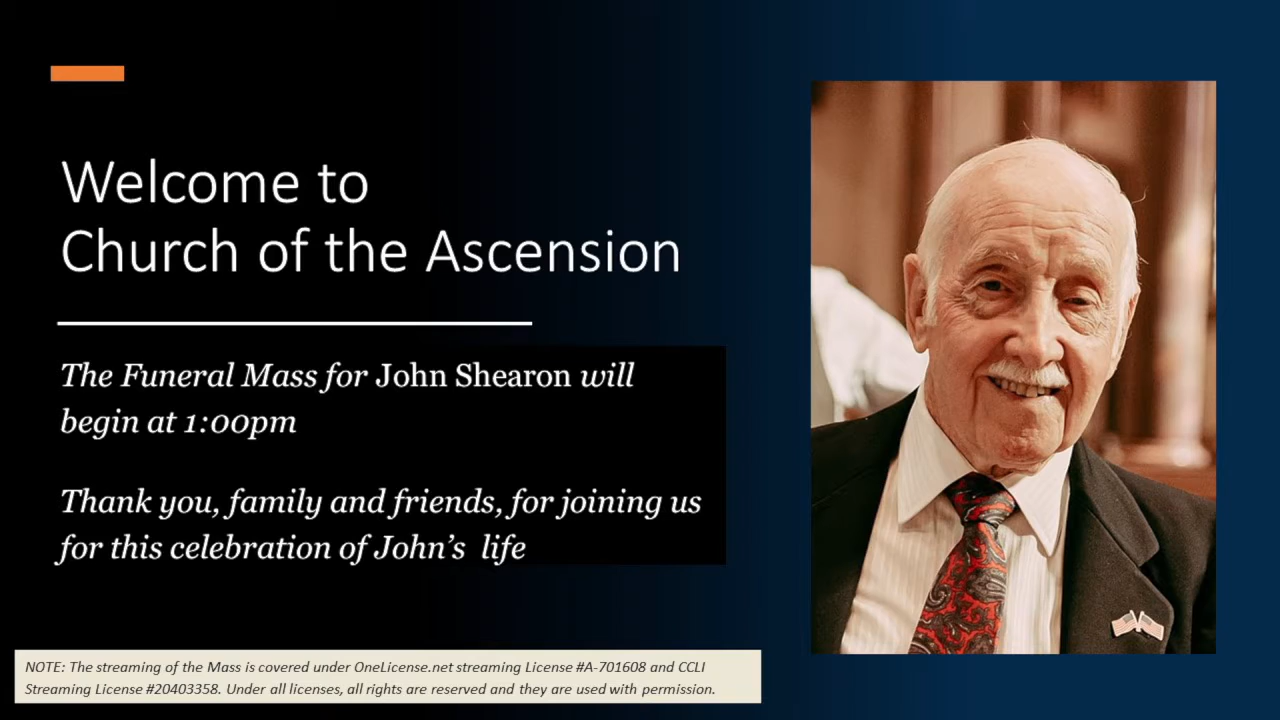 Welcome to
Church of the Ascension
The Funeral Mass for John Shearon will
begin at 1:00pm
Thank you, family and friends, for joining us
for this celebration of John’s  life
NOTE: The streaming of the Mass is covered under OneLicense.net streaming License #A-701608 and CCLI
Streaming License #20403358. Under all licenses, all rights are reserved and they are used with permission.